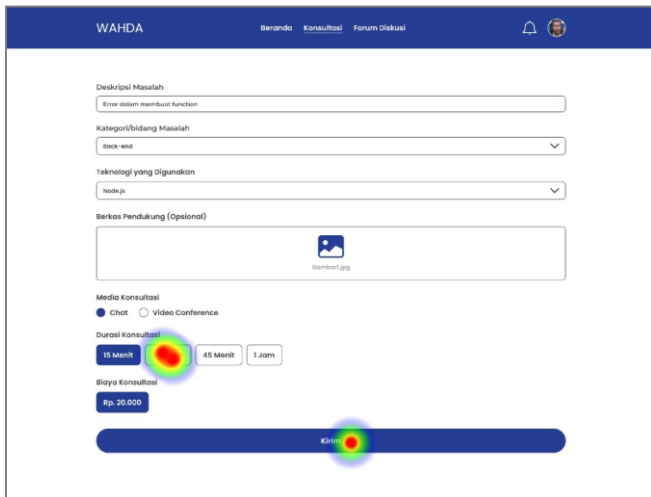 WAHDA
Beranda Konsultasi Forum Diskusi
Deskripsi Masalah
Error dalam membuat function
Kategori/bidang Masalah
Back-end
Teknologi yang Digunakan
Node.js
Berkas Pendukung (Opsional)
Gambar1.jpg
Media Konsultasi
Chat Video Conference
Durasi Konsultasi
15 Menit 45 Menit 1 Jam
Biaya Konsultasi
Rp. 20.000
Kirim